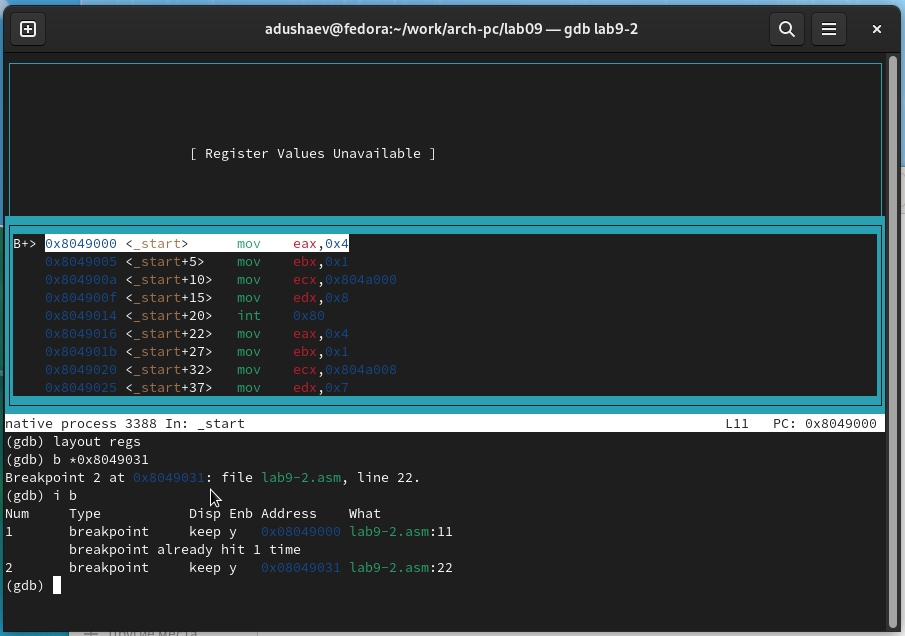 adushaev@fedora:~/work/arch-pc/lab09 — gdb lab9-2
[ Register Values Unavailable ]
B+> 0x8049000 <_start> mov eax,0x4
0x8049005 <_start+5> mov ebx,0x1
0x804900a <_start+10> mov ecx,0x804a000
0x804900f <_start+15> mov edx,0x8
0x8049014 <_start+20> int 0x80
0x8049016 <_start+22> mov eax,0x4
0x804901b <_start+27> mov ebx,0x1
0x8049020 <_start+32> mov ecx,0x804a008
0x8049025 <_start+37> mov edx,0x7
native process 3388 In: _start L11 PC: 0x8049000
(gdb) layout regs
(gdb) b *0x8049031
Breakpoint 2 at 0x8049031: file lab9-2.asm, line 22.
(gdb) i b
Num Type Disp Enb Address What
1 breakpoint keep y 0x08049000 lab9-2.asm:11
breakpoint already hit 1 time
2 breakpoint keep y 0x08049031 lab9-2.asm:22
(gdb)